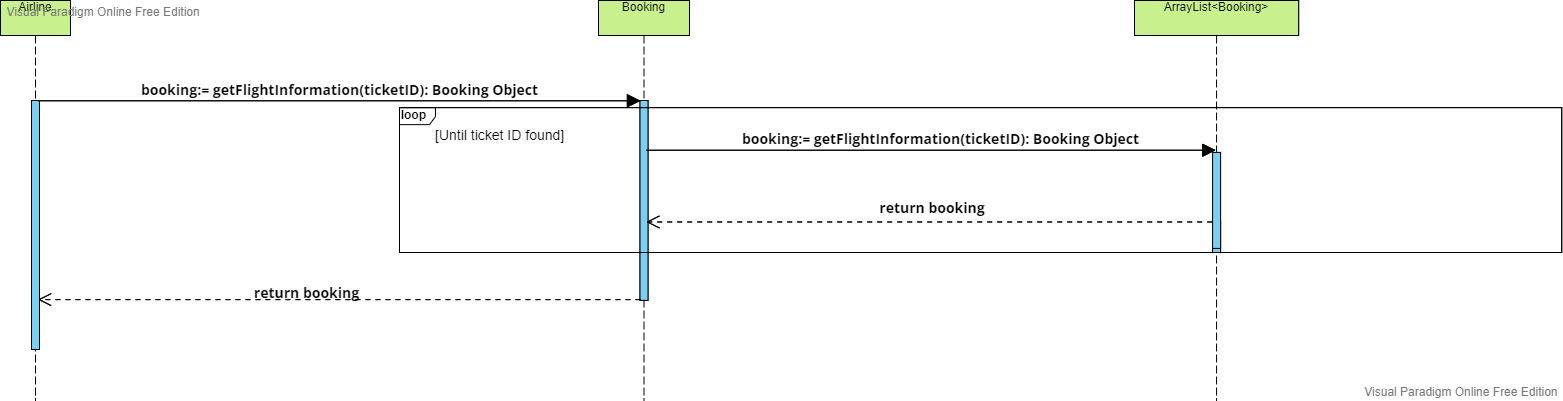 Airline
Visual Paradigm Online Free Edition
Booking
ArrayList<Booking>
booking:= getFlightInformation(ticketID): Booking Object
loop
[Until ticket ID found]
booking:= getFlightInformation(ticketID): Booking Object
return booking
return booking
Visual Paradigm Online Free Edition